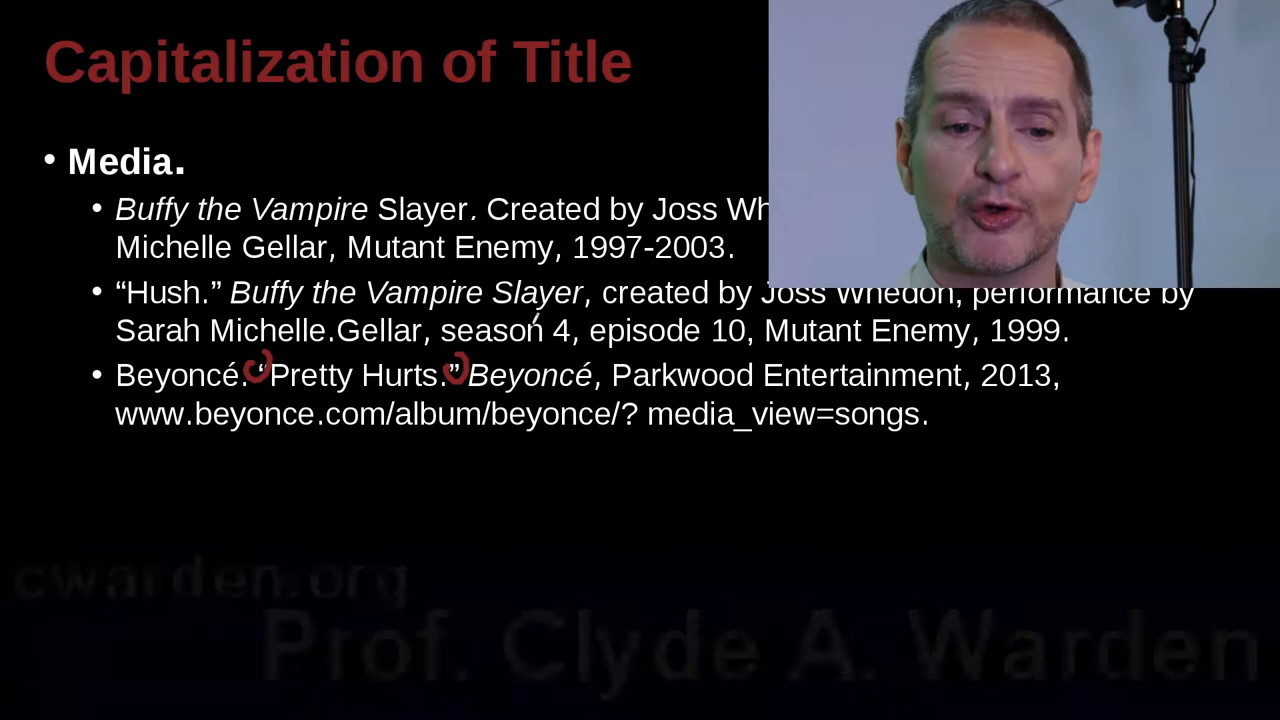 Capitalization of Title
• Media.
• Buffy the Vampire Slayer. Created by Joss
Michelle Gellar, Mutant Enemy, 1997-2003.
• “Hush.” Buffy the Vampire Slayer, created by Joss Whedon, performance by
Sarah Michelle.Gellar, season 4, episode 10, Mutant Enemy, 1999.
• Beyoncé. “Pretty Hurts.” Beyoncé, Parkwood Entertainment, 2013,
www.beyonce.com/album/beyonce/? media_view=songs.
cwarden.org
Prof. Clyde A. Warden